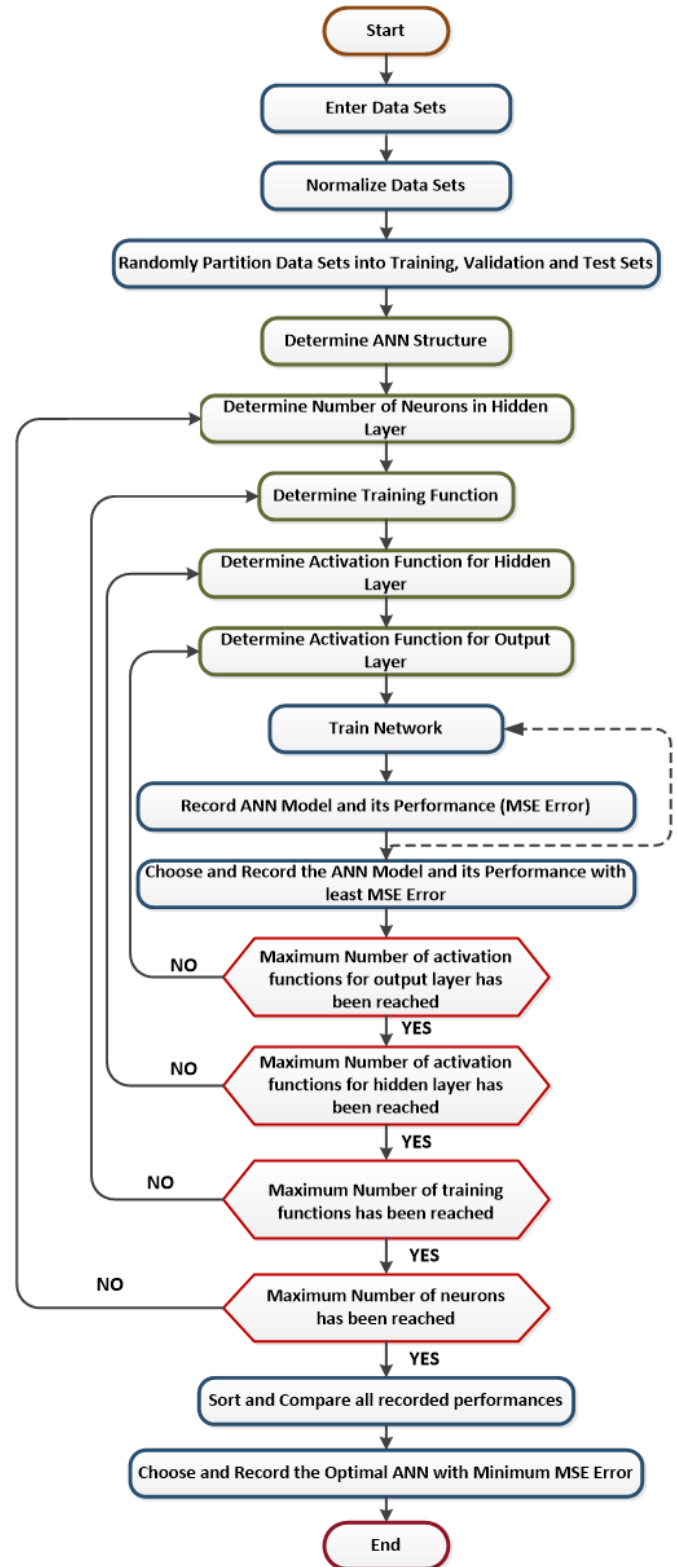 Start
Enter Data Sets
Normalize Data Sets
Randomly Partition Data Sets into Training, Validation and Test Sets
Determine ANN Structure
Determine Number of Neurons in Hidden
Layer
Determine Training Function
Determine Activation Function for Hidden
Layer
Determine Activation Function for Output
Layer
Train Network
Record ANN Model and its Performance (MSE Error)
Choose and Record the ANN Model and its Performance with
least MSE Error
NO
Maximum Number of activation
functions for output layer has
been reached
YES
NO
Maximum Number of activation
functions for hidden layer has
been reached
YES
NO
Maximum Number of training
functions has been reached
YES
NO
Maximum Number of neurons
has been reached
YES
Sort and Compare all recorded performances
Choose and Record the Optimal ANN with Minimum MSE Error
End